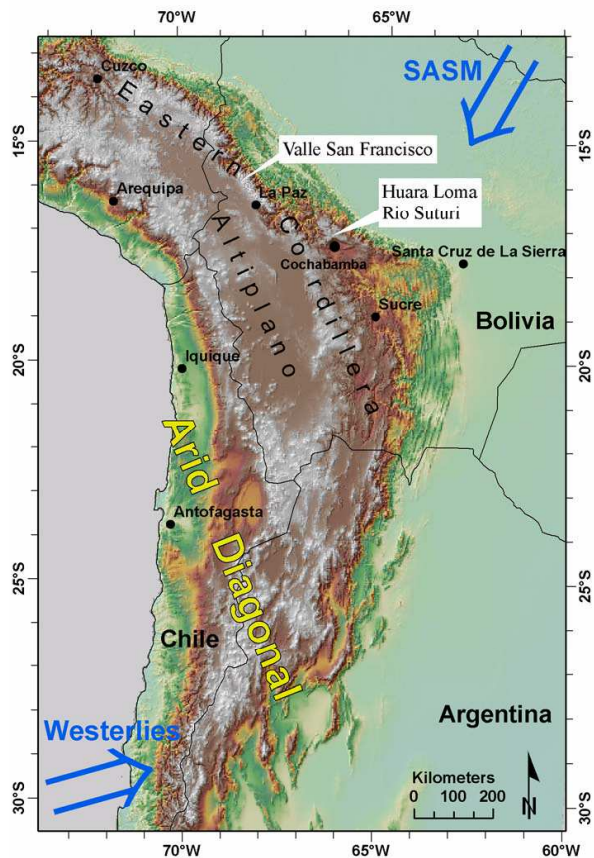 70°W
65°W
Cuzco
SASM
Eastern Cordillera
15°S
15°S
Valle San Francisco
Arequipa
La Paz
Huara Loma
Rio Suturi
Altiplano
Cochabamba
Santa Cruz de La Sierra
Sucre
Bolivia
Iquique
20°S
20°S
Arid Diagonal
Antofagasta
25°S
25°S
Chile
Argentina
Westerlies
Kilometers
0 100 200
N
30°S
30°S
70°W
65°W
60°W